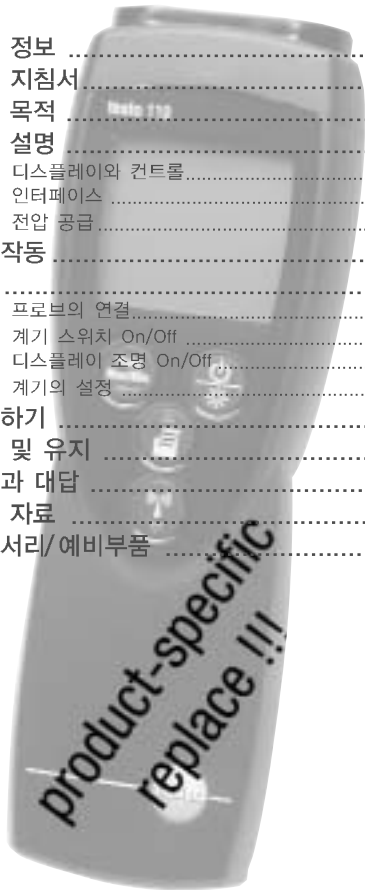 정보
지침서
목적
설명
디스플레이와 컨트롤
인터페이스
전압 공급
작동
프로브의 연결
계기 스위치 On/Off
디스플레이 조명 On/Off
계기의 설정
하기
및 유지
과 대답
자료
서리/예비부품
testo 110
product-specific
replace !!!